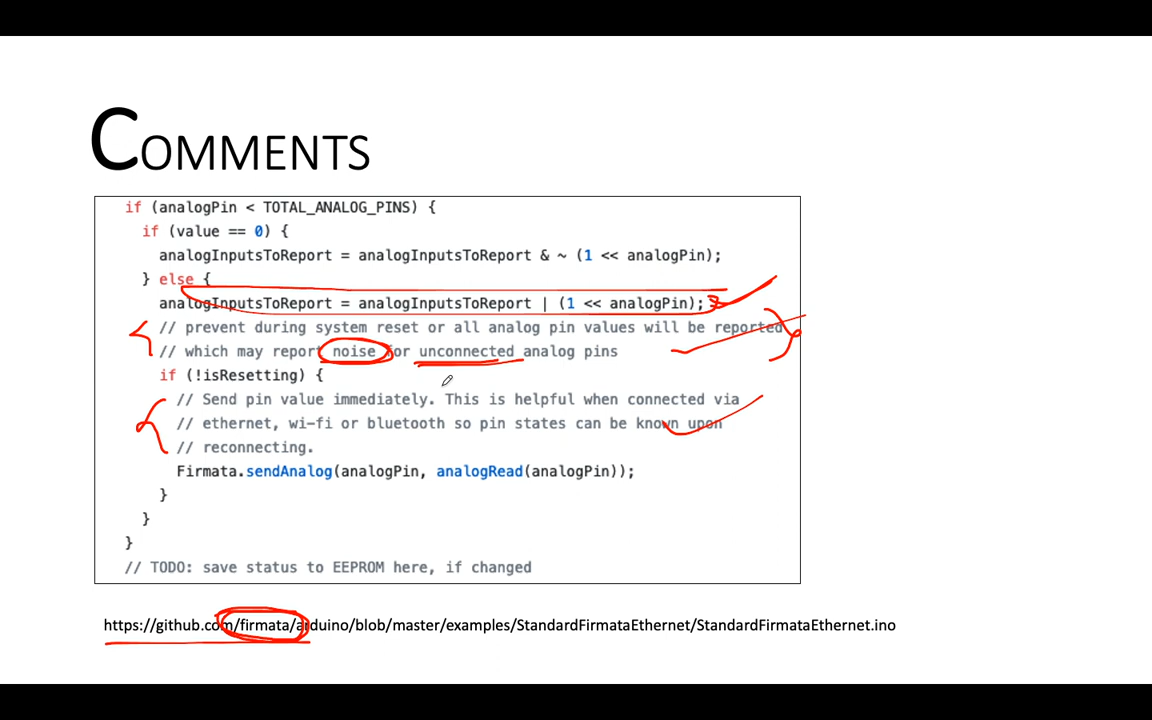 COMMENTS
if (analogPin < TOTAL_ANALOG_PINS) {
if (value == 0) {
analogInputsToReport = analogInputsToReport & ~ (1 << analogPin);
} else {
analogInputsToReport = analogInputsToReport | (1 << analogPin);
// prevent during system reset or all analog pin values will be reported
// which may report noise for unconnected analog pins
if (!isResetting) {
// Send pin value immediately. This is helpful when connected via
// ethernet, wi-fi or bluetooth so pin states can be known upon
// reconnecting.
Firmata.sendAnalog(analogPin, analogRead(analogPin));
}
}
}
// TODO: save status to EEPROM here, if changed
https://github.com/firmata/arduino/blob/master/examples/StandardFirmataEthernet/StandardFirmataEthernet.ino